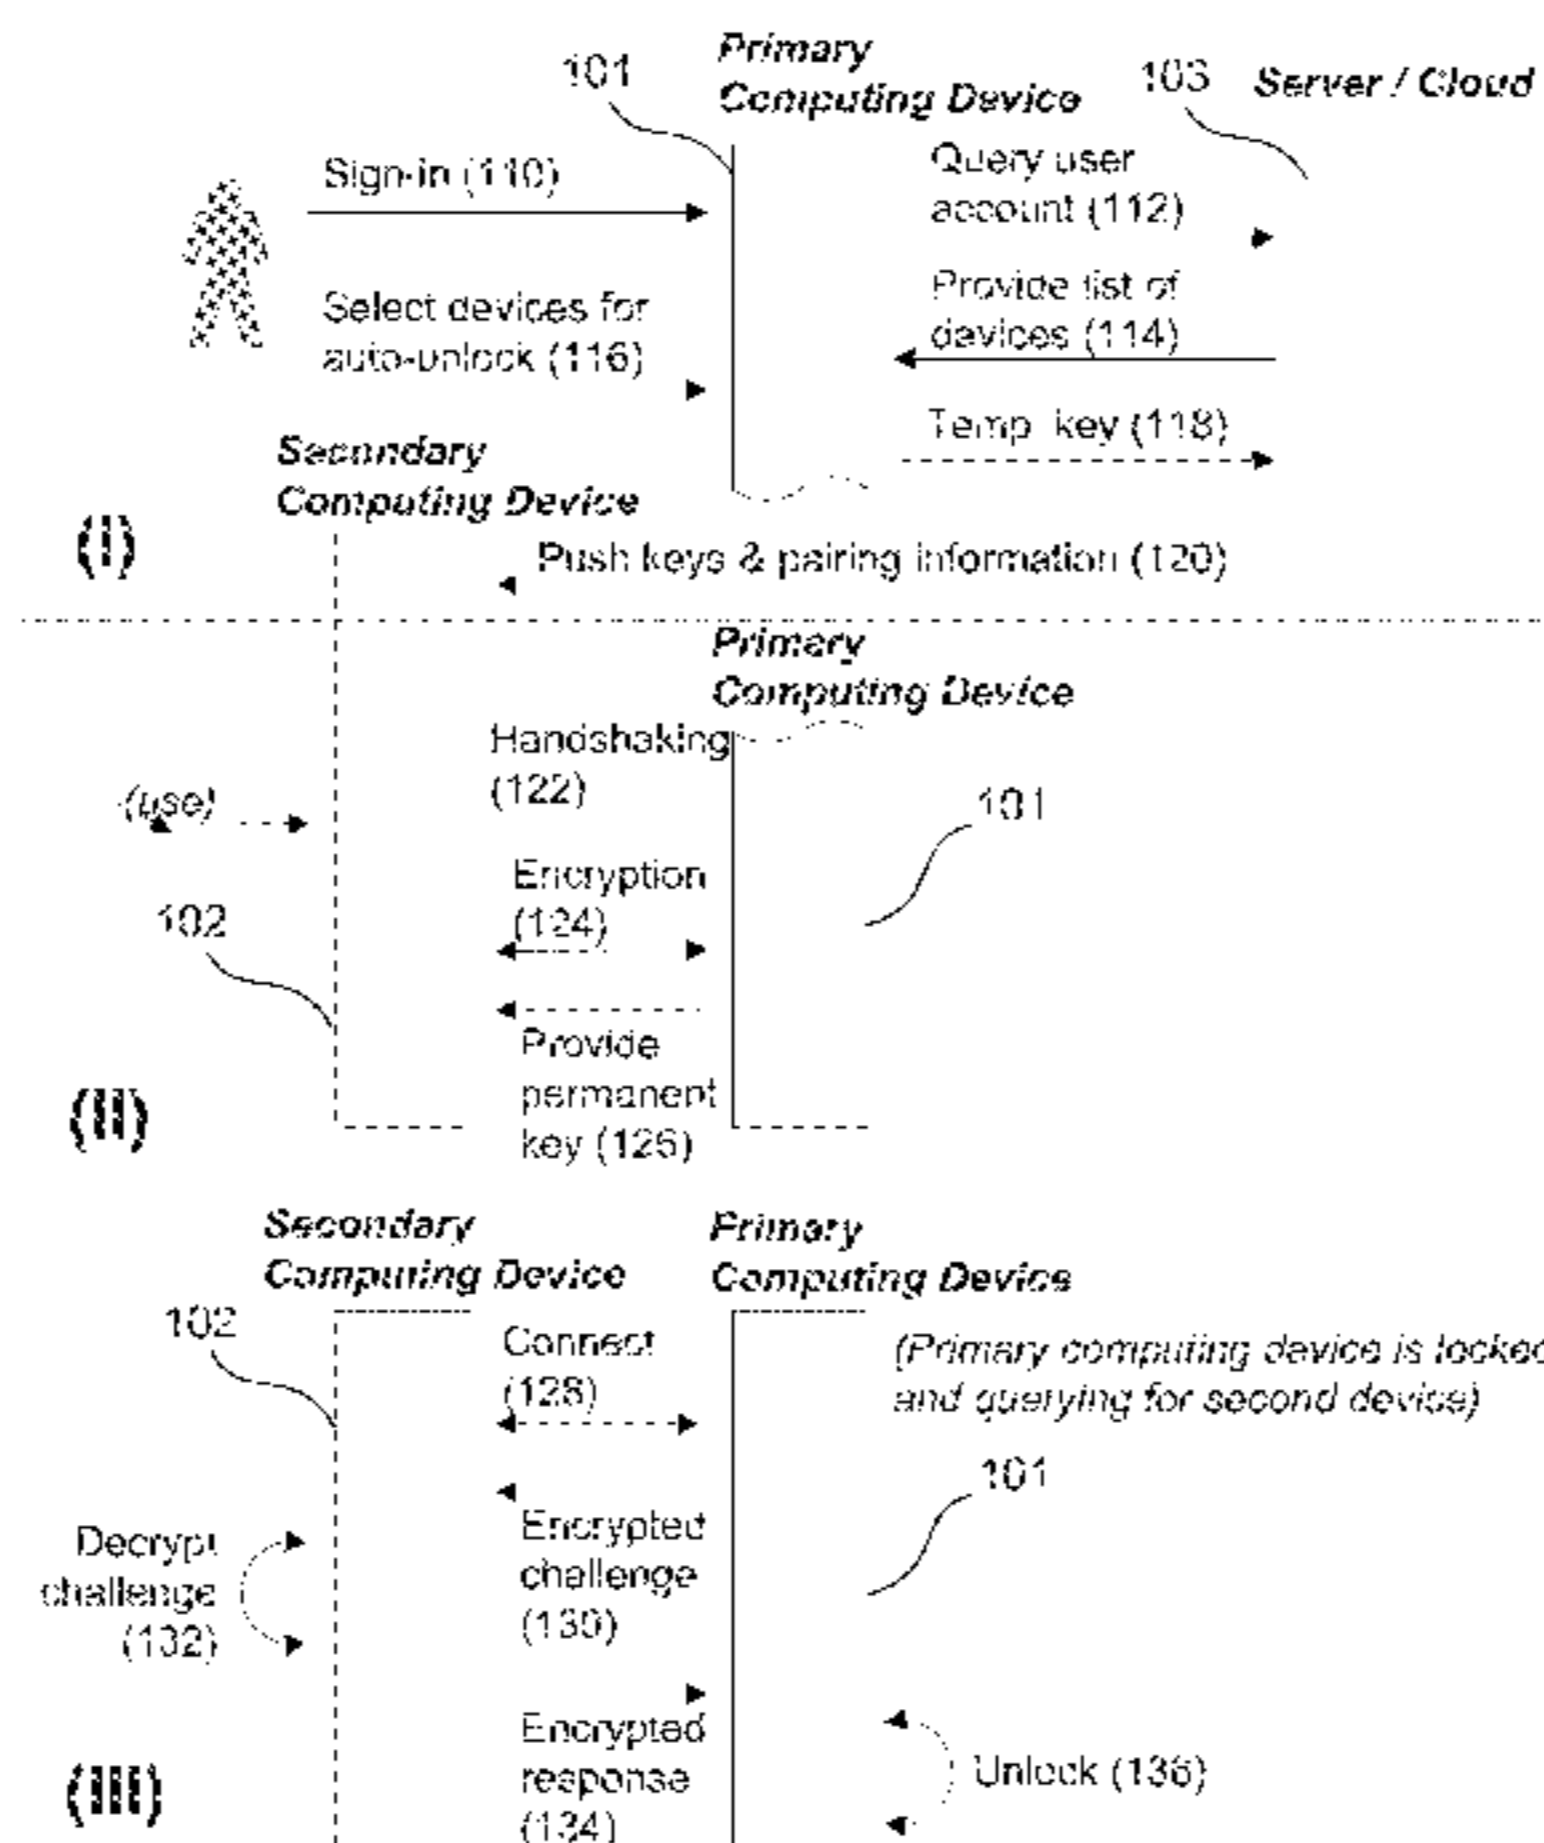 101
Primary
Computing Device
103
Server / Cloud
Sign-in (110)
Query user
account (112)
Select devices for
auto-unlock (116)
Provide list of
devices (114)
Temp key (118)
Secondary
Computing Device
(I)
Push keys & pairing information (120)
Primary
Computing Device
Handshaking
(122)
(use)
101
Encryption
(124)
102
Provide
permanent
key (126)
(II)
Secondary
Computing Device
Primary
Computing Device
102
Connect
(128)
(Primary computing device is locked
and querying for second device)
101
Decrypt
challenge
(132)
Encrypted
challenge
(130)
Encrypted
response
(134)
Unlock (136)
(III)